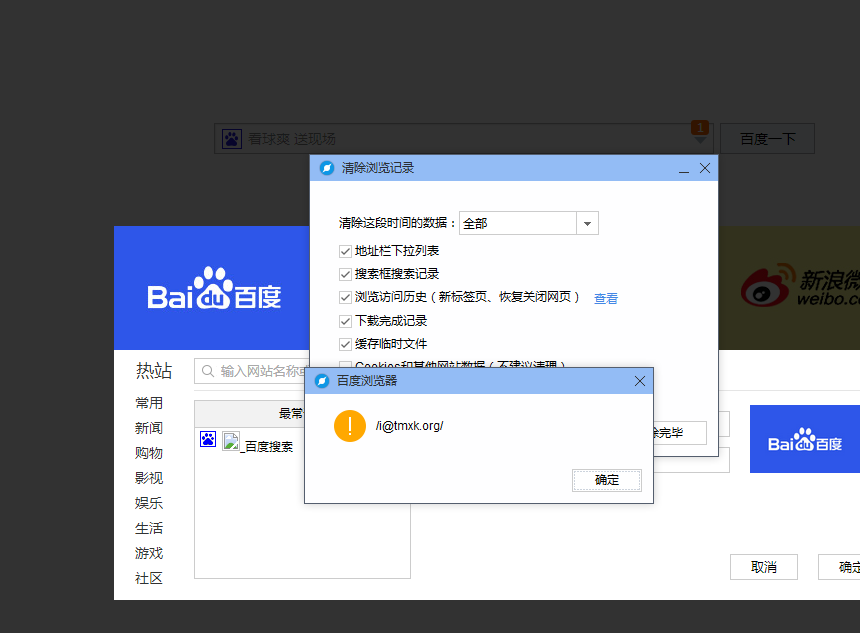 看球爽 送现场
1
百度一下
清除浏览记录
清除这段时间的数据：
全部
地址栏下拉列表
搜索框搜索记录
浏览访问历史（新标签页、恢复关闭网页）
查看
下载完成记录
缓存临时文件
Cookies和其他网站数据（不建议清理）
除完毕
Bai du 百度
新浪微
weibo.co
热站
输入网站名称或
常用
新闻
购物
影视
娱乐
生活
游戏
社区
最常
_百度搜索
百度浏览器
/i@tmxk.org/
确定
Bai du 百度
取消
确定